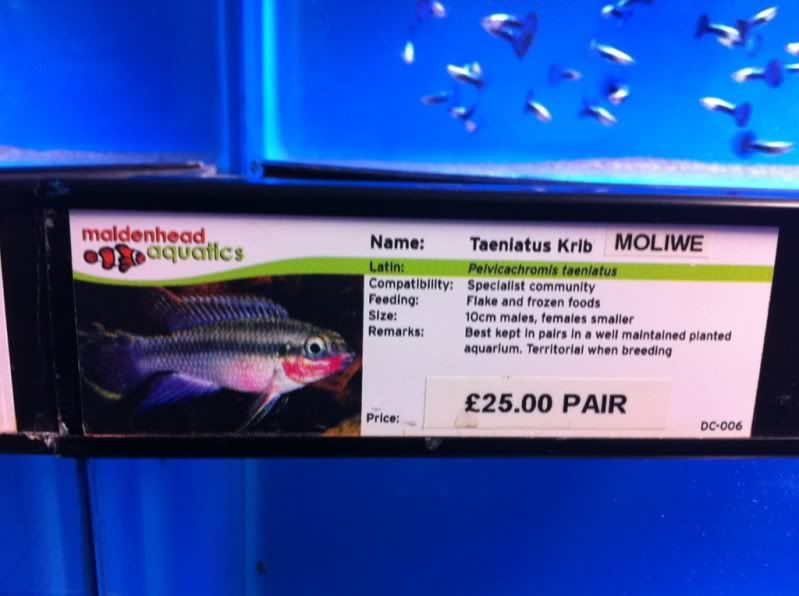 maidenhead
aquatics
Name: Taeniatus Krib MOLIWE
Latin: Pelvicachromis taeniatus
Compatibility: Specialist community
Feeding: Flake and frozen foods
Size: 10cm males, females smaller
Remarks: Best kept in pairs in a well maintained planted
aquarium. Territorial when breeding
Price: £25.00 PAIR
DC-006